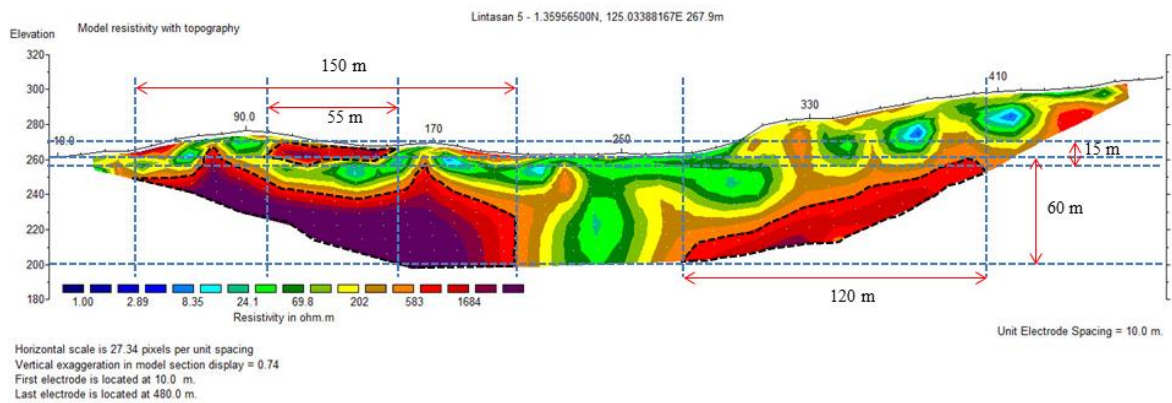 Lintasan 5 - 1.35956500N, 125.03388167E 267.9m
Model resistivity with topography
Elevation
320
300
280
260
240
220
200
180
150 m
55 m
15 m
60 m
120 m
10.0
90.0
170
250
330
410
1.00 2.89 8.35 24.1 69.8 202 583 1684
Resistivity in ohm.m
Unit Electrode Spacing = 10.0 m.
Horizontal scale is 27.34 pixels per unit spacing
Vertical exaggeration in model section display = 0.74
First electrode is located at 10.0 m.
Last electrode is located at 480.0 m.